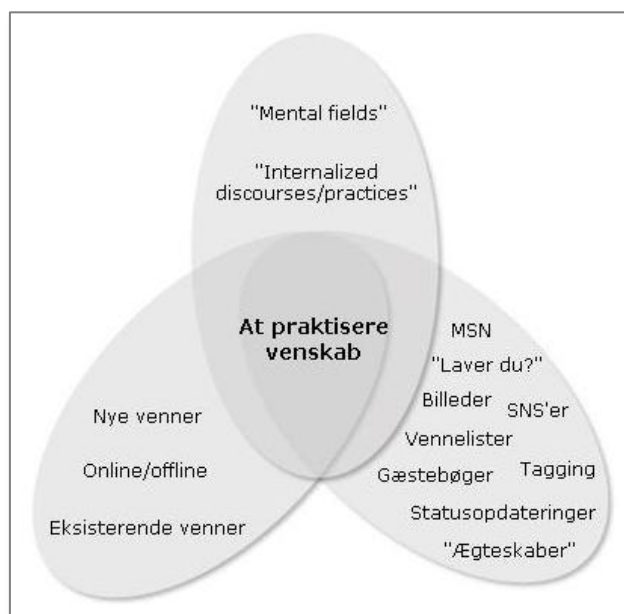 "Mental fields"
"Internalized
discourses/practices"
At praktisere
venskab
Nye venner
Online/offline
Eksisterende venner
MSN
"Laver du?"
Billeder
SNS'er
Vennelister
Gæstebøger
Tagging
Statusopdateringer
"Ægteskaber"